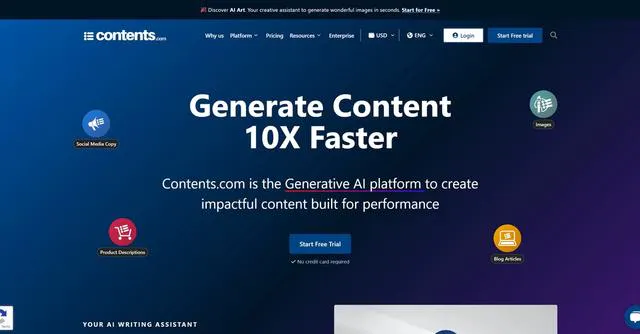 🎉 Discover AI Art. Your creative assistant to generate wonderful images in seconds. Start for Free »
contents.com
Why us Platform Pricing Resources Enterprise USD ENG Login Start Free trial
Generate Content
10X Faster
Social Media Copy
Images
Contents.com is the Generative AI platform to create
impactful content built for performance
Product Descriptions
Blog Articles
Start Free Trial
✓ No credit card required
YOUR AI WRITING ASSISTANT